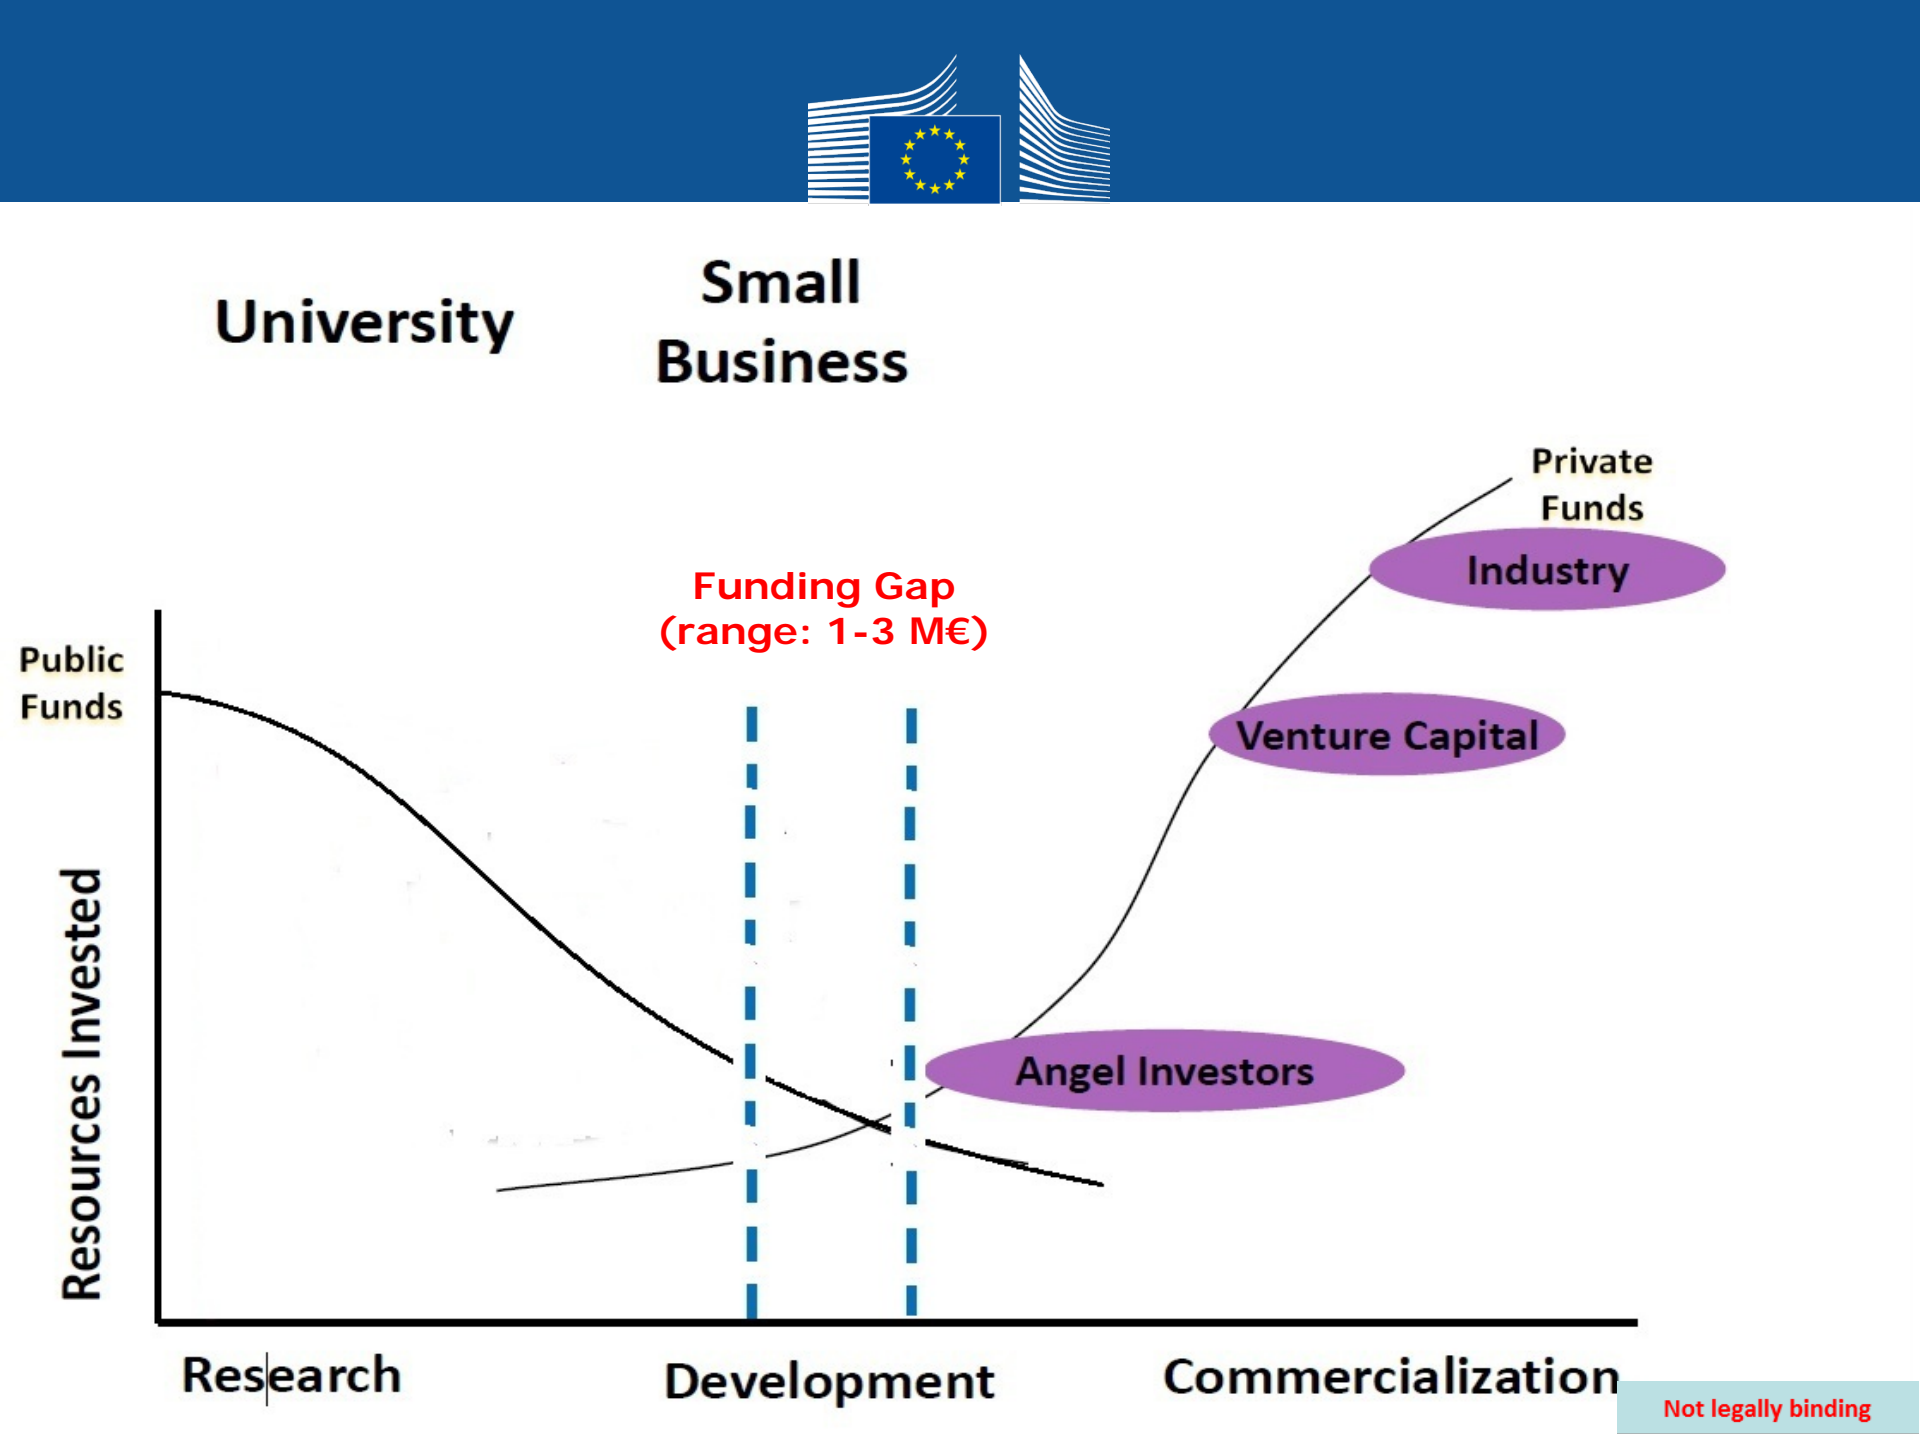 University
Small
Business
Private
Funds
Industry
Funding Gap
(range: 1-3 M€)
Public
Funds
Venture Capital
Angel Investors
Resources Invested
Research
Development
Commercialization
Not legally binding